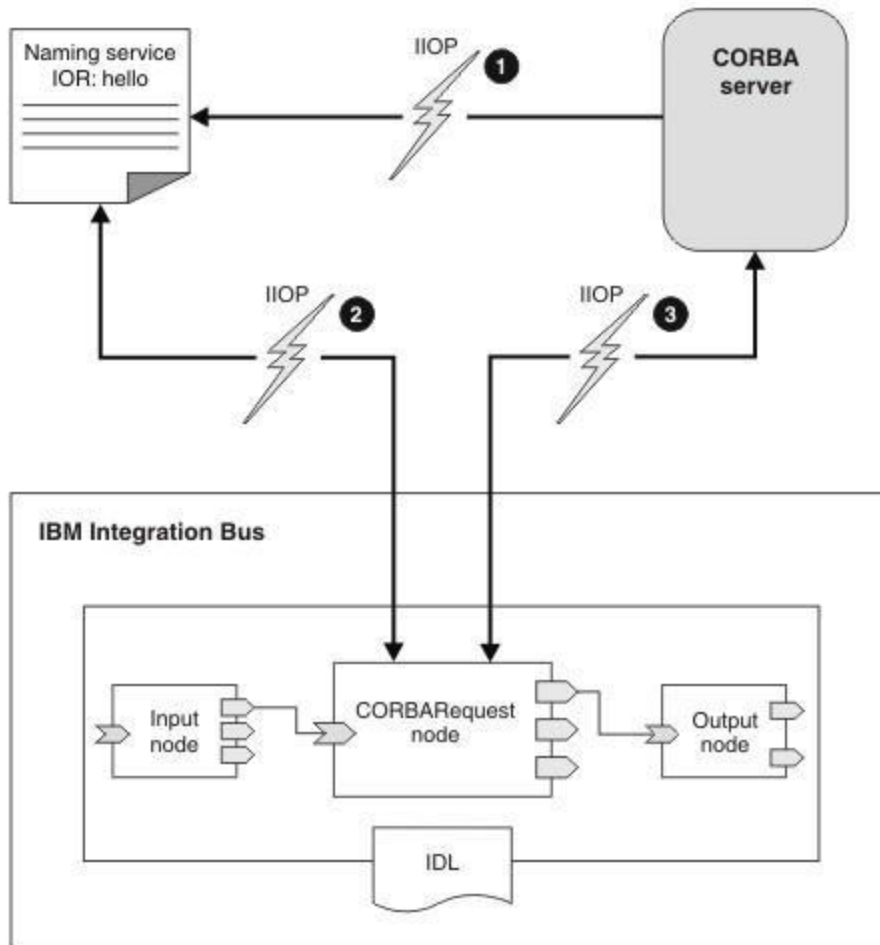 Naming service
IOR: hello
IIOP
1
CORBA
server
IIOP
2
IIOP
3
IBM Integration Bus
Input
node
CORBARequest
node
Output
node
IDL